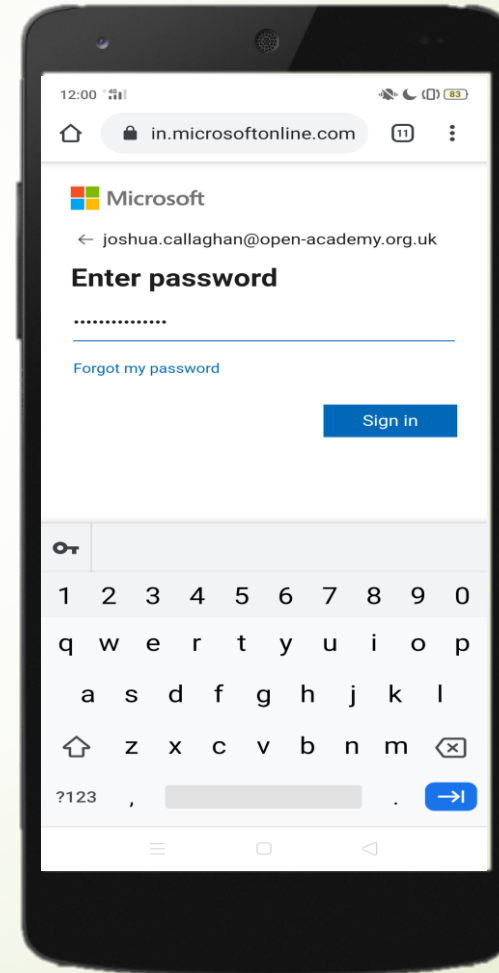 12:00 4G 83
in.microsoftonline.com 11
Microsoft
← joshua.callaghan@open-academy.org.uk
Enter password
···············
Forgot my password
Sign in
1 2 3 4 5 6 7 8 9 0
q w e r t y u i o p
a s d f g h j k l
z x c v b n m
?123 , .